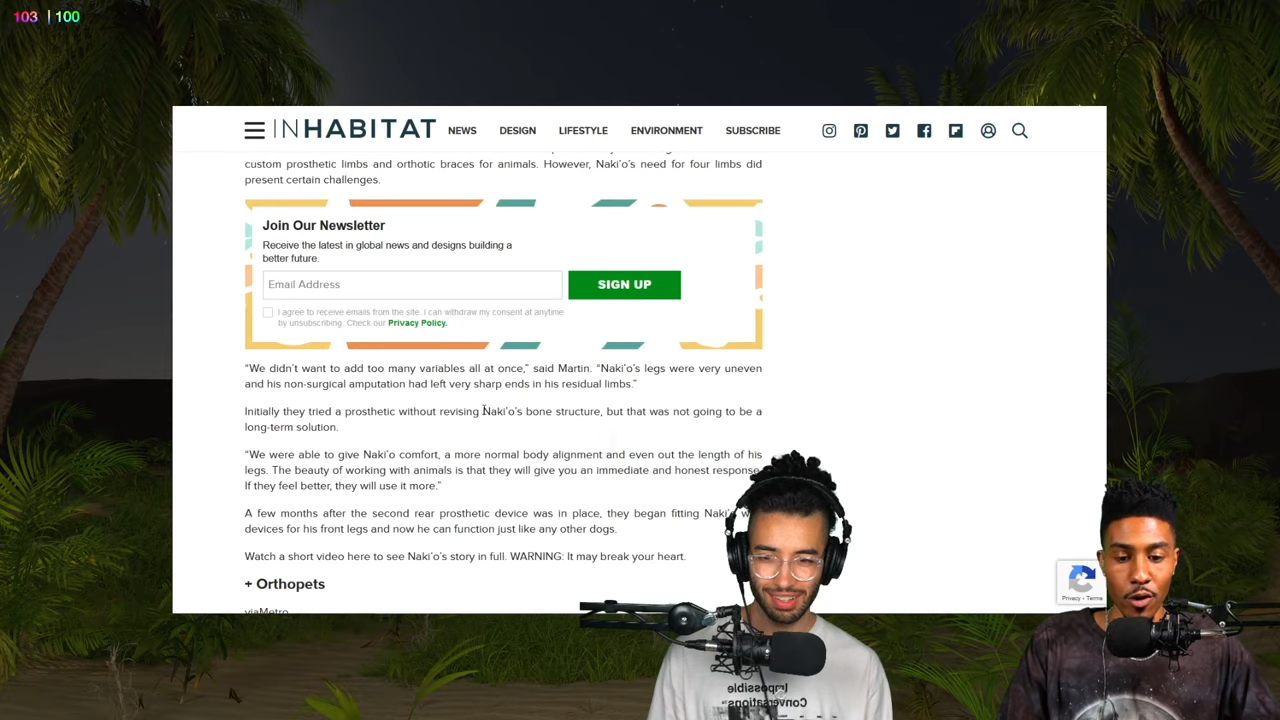 103 | 100
INHABITAT NEWS DESIGN LIFESTYLE ENVIRONMENT SUBSCRIBE
custom prosthetic limbs and orthotic braces for animals. However, Naki'o's need for four limbs did
present certain challenges.
Join Our Newsletter
Receive the latest in global news and designs building a
better future.
Email Address SIGN UP
I agree to receive emails from the site. I can withdraw my consent at anytime
by unsubscribing. Check our Privacy Policy.
“We didn't want to add too many variables all at once,” said Martin. “Naki'o's legs were very uneven
and his non-surgical amputation had left very sharp ends in his residual limbs.”
Initially they tried a prosthetic without revising Naki'o's bone structure, but that was not going to be a
long-term solution.
“We were able to give Naki'o comfort, a more normal body alignment and even out the length of his
legs. The beauty of working with animals is that they will give you an immediate and honest response.
If they feel better, they will use it more.”
A few months after the second rear prosthetic device was in place, they began fitting
devices for his front legs and now he can function just like any other dogs.
Watch a short video here to see Naki'o's story in full. WARNING: It may break your heart.
+ Orthopets
viaMetro
Privacy - Terms
Impossible
Conversations